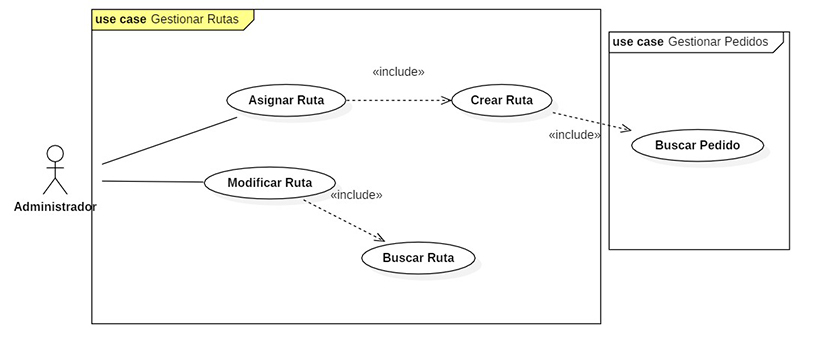 use case Gestionar Rutas
use case Gestionar Pedidos
«include»
Asignar Ruta
Crear Ruta
«include»
Buscar Pedido
Modificar Ruta
«include»
Administrador
Buscar Ruta